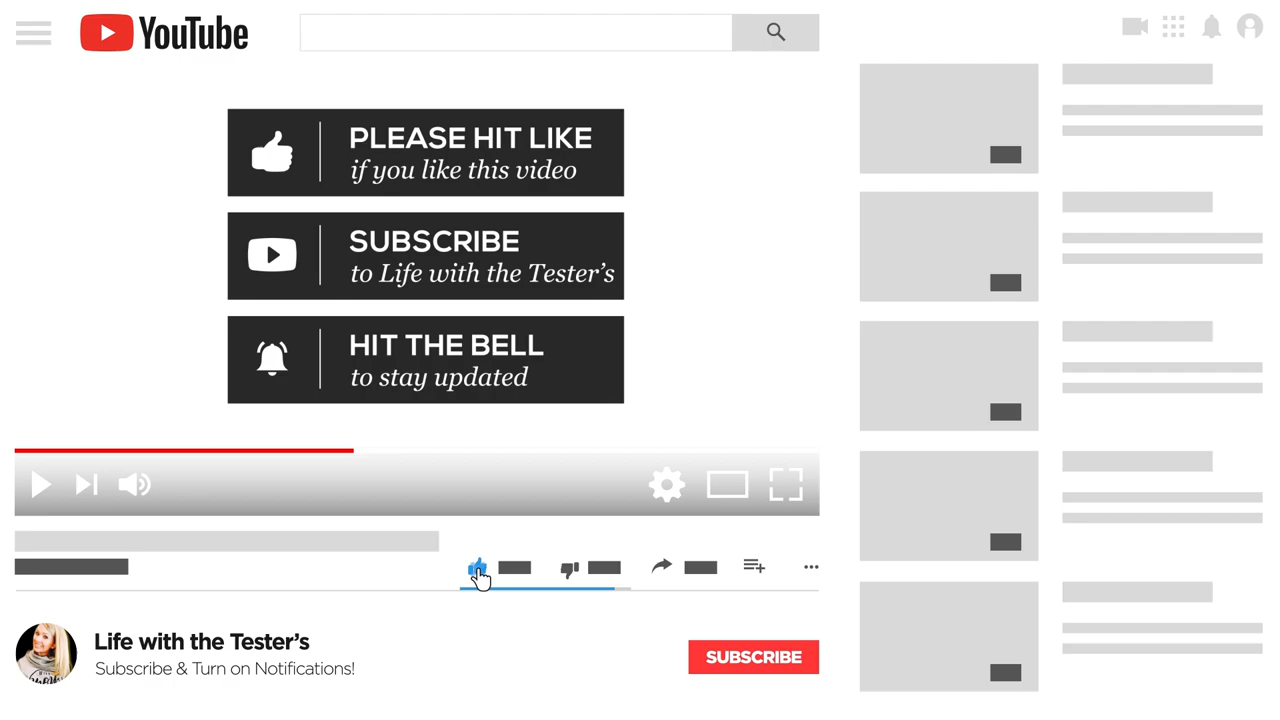 YouTube
PLEASE HIT LIKE
if you like this video
SUBSCRIBE
to Life with the Tester's
HIT THE BELL
to stay updated
Life with the Tester's
Subscribe & Turn on Notifications!
SUBSCRIBE